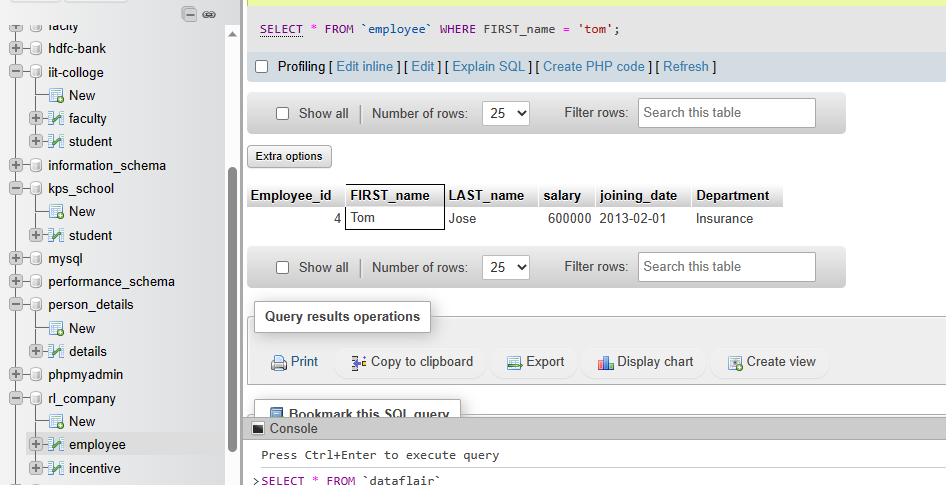 facity
hdfc-bank
iit-colloge
New
faculty
student
information_schema
kps_school
New
student
mysql
performance_schema
person_details
New
details
phpmyadmin
rl_company
New
employee
incentive
SELECT * FROM `employee` WHERE FIRST_name = 'tom';
Profiling [ Edit inline ] [ Edit ] [ Explain SQL ] [ Create PHP code ] [ Refresh ]
Show all Number of rows: 25 Filter rows: Search this table
Extra options
Employee_id FIRST_name LAST_name salary joining_date Department
4 Tom Jose 600000 2013-02-01 Insurance
Show all Number of rows: 25 Filter rows: Search this table
Query results operations
Print Copy to clipboard Export Display chart Create view
Bookmark this SQL query
Console
Press Ctrl+Enter to execute query
>SELECT * FROM `dataflair`